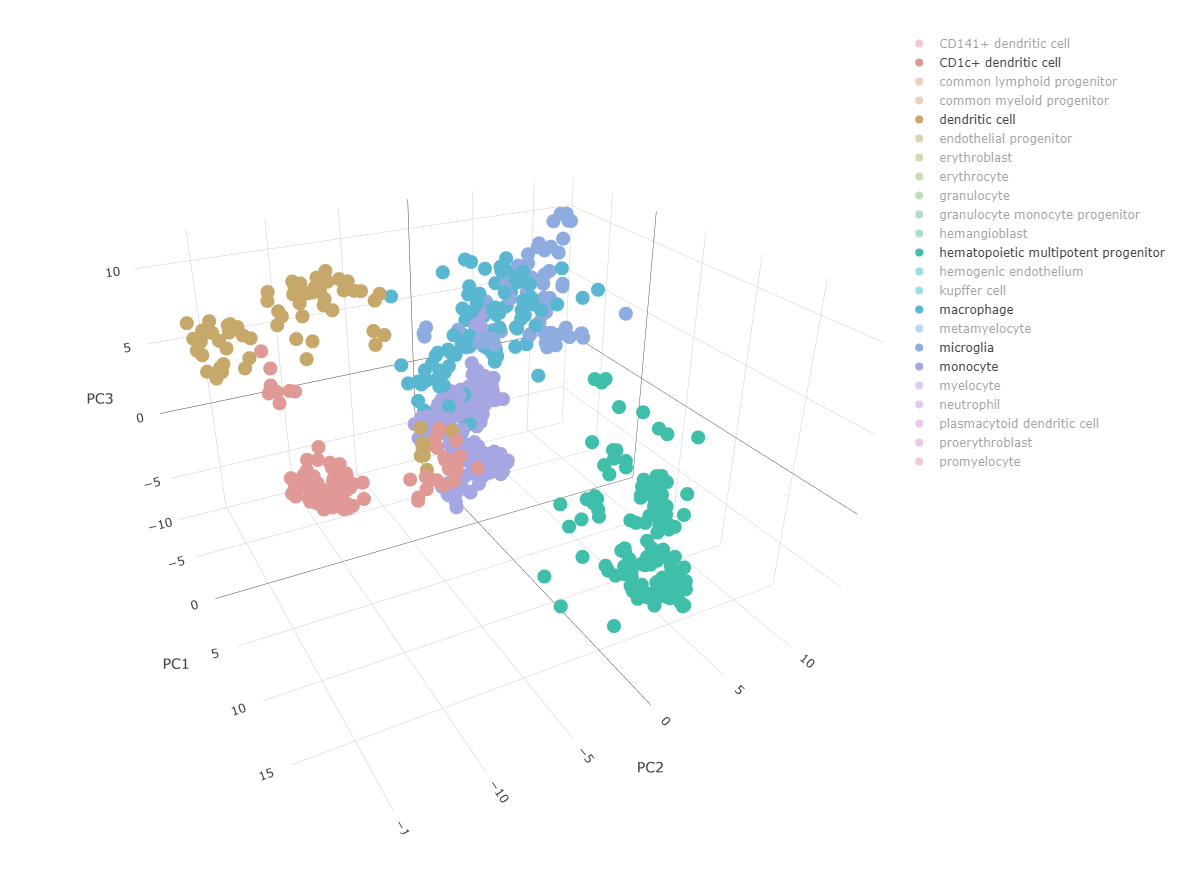 CD141+ dendritic cell
CD1c+ dendritic cell
common lymphoid progenitor
common myeloid progenitor
dendritic cell
endothelial progenitor
erythroblast
erythrocyte
granulocyte
granulocyte monocyte progenitor
hemangioblast
hematopoietic multipotent progenitor
hemogenic endothelium
kupffer cell
macrophage
metamyelocyte
microglia
monocyte
myelocyte
neutrophil
plasmacytoid dendritic cell
proerythroblast
promyelocyte
10
5
PC3
0
−5
−10
−5
0
5
PC1
10
15
10
5
0
PC2
−5
−10